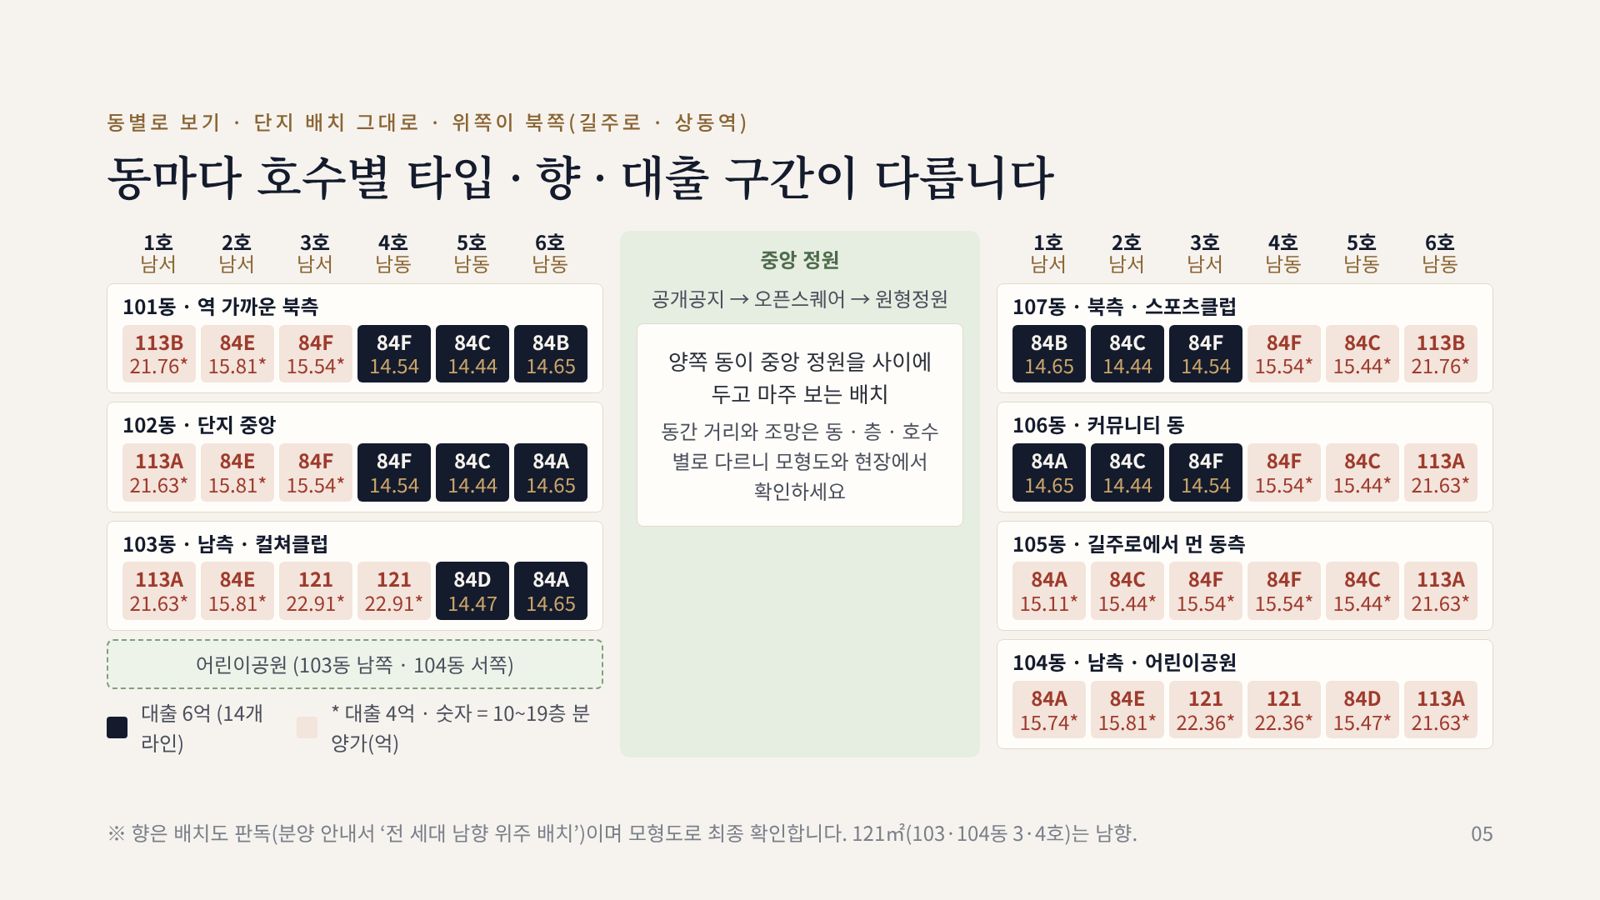 동별로 보기 · 단지 배치 그대로 · 위쪽이 북쪽(길주로 · 상동역)
동마다 호수별 타입 · 향 · 대출 구간이 다릅니다
1호 2호 3호 4호 5호 6호
남서 남서 남서 남동 남동 남동
101동 · 역 가까운 북측
113B 84E 84F 84F 84C 84B
21.76* 15.81* 15.54* 14.54 14.44 14.65
102동 · 단지 중앙
113A 84E 84F 84F 84C 84A
21.63* 15.81* 15.54* 14.54 14.44 14.65
103동 · 남측 · 컬쳐클럽
113A 84E 121 121 84D 84A
21.63* 15.81* 22.91* 22.91* 14.47 14.65
어린이공원 (103동 남쪽 · 104동 서쪽)
대출 6억 (14개
라인)
* 대출 4억 · 숫자 = 10~19층 분
양가(억)
중앙 정원
공개공지 → 오픈스퀘어 → 원형정원
양쪽 동이 중앙 정원을 사이에
두고 마주 보는 배치
동간 거리와 조망은 동 · 층 · 호수
별로 다르니 모형도와 현장에서
확인하세요
1호 2호 3호 4호 5호 6호
남서 남서 남서 남동 남동 남동
107동 · 북측 · 스포츠클럽
84B 84C 84F 84F 84C 113B
14.65 14.44 14.54 15.54* 15.44* 21.76*
106동 · 커뮤니티 동
84A 84C 84F 84F 84C 113A
14.65 14.44 14.54 15.54* 15.44* 21.63*
105동 · 길주로에서 먼 동측
84A 84C 84F 84F 84C 113A
15.11* 15.44* 15.54* 15.54* 15.44* 21.63*
104동 · 남측 · 어린이공원
84A 84E 121 121 84D 113A
15.74* 15.81* 22.36* 22.36* 15.47* 21.63*
※ 향은 배치도 판독(분양 안내서 ‘전 세대 남향 위주 배치’)이며 모형도로 최종 확인합니다. 121㎡(103·104동 3·4호)는 남향.
05